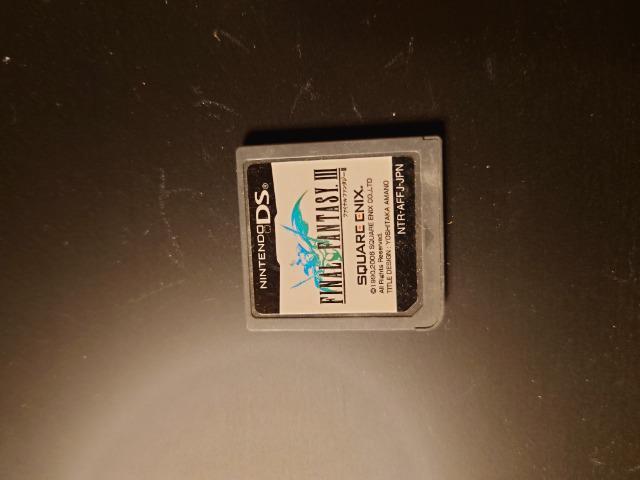 NINTENDO DS®
FINAL FANTASY III
ファイナルファンタジーIII
SQUARE ENIX.
©1990,2006 SQUARE ENIX CO.,LTD
All Rights Reserved.
TITLE DESIGN : YOSHITAKA AMANO
NTR-AFFJ-JPN